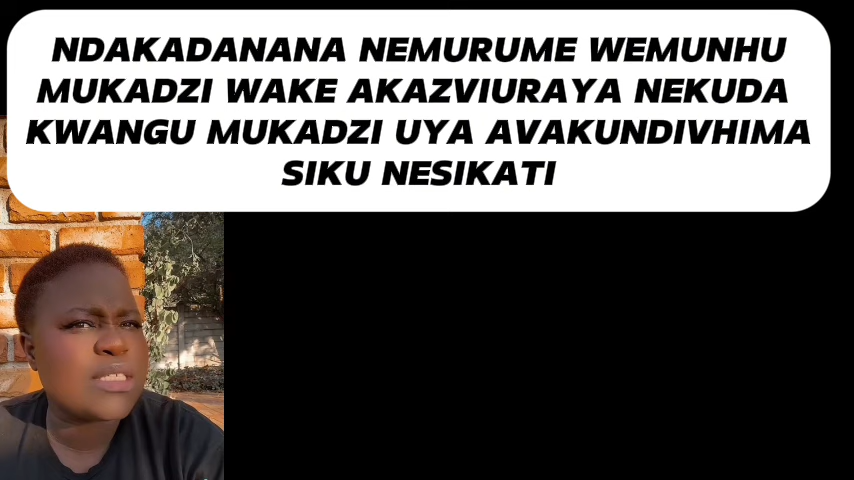 NDAKADANANA NEMURUME WEMUNHU
MUKADZI WAKE AKAZVIURAYA NEKUDA
KWANGU MUKADZI UYA AVAKUNDIVHIMA
SIKU NESIKATI